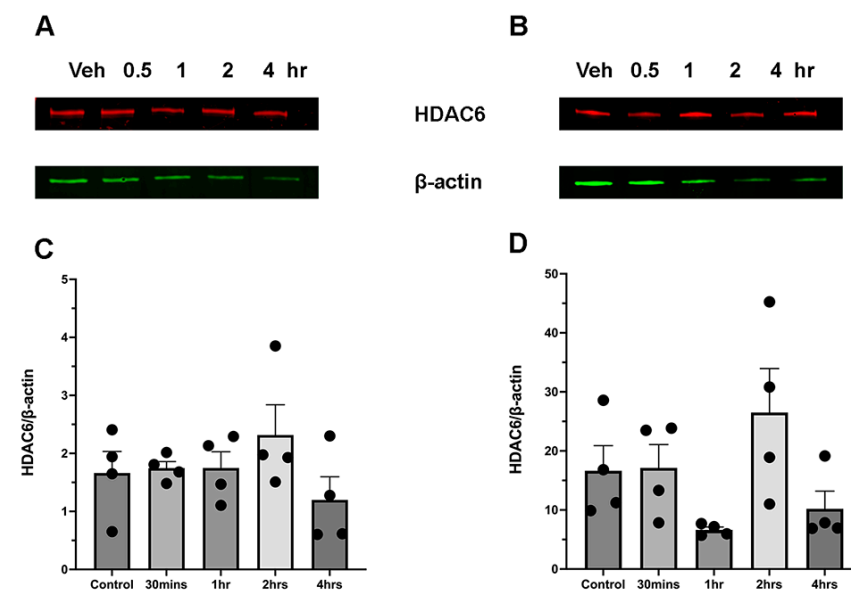 A
B
Veh 0.5 1 2 4 hr
Veh 0.5 1 2 4 hr
HDAC6
β-actin
C
D
5
4
3
2
1
0
HDAC6/β-actin
Control 30mins 1hr 2hrs 4hrs
50
40
30
20
10
0
HDAC6/β-actin
Control 30mins 1hr 2hrs 4hrs